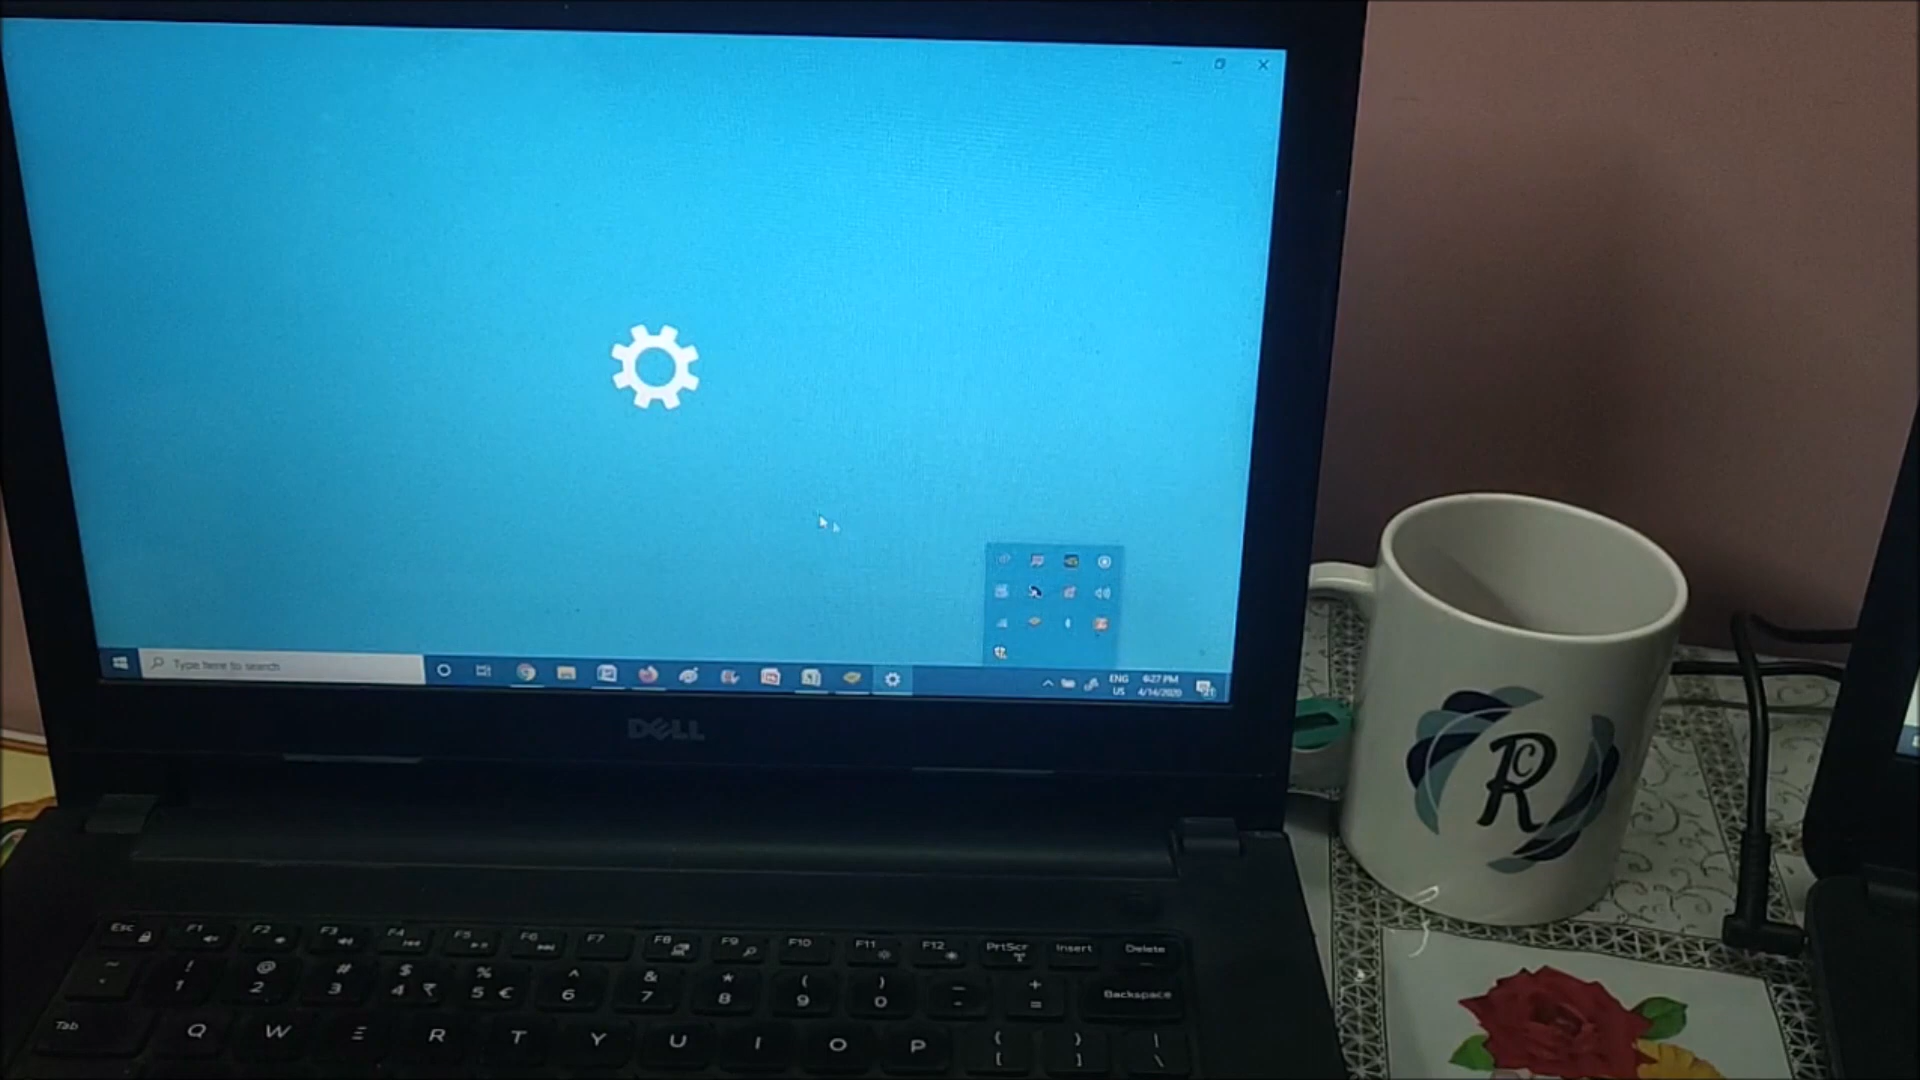 Type here to search
ENG
US
6:27 PM
4/14/2020
21
DELL
R
C
Esc F1 F2 F3 F4 F5 F6 F7 F8 F9 F10 F11 F12 PrtScr Insert Delete
~ ! @ # $ % ^ & * ( ) _ +
` 1 2 3 4 ₹ 5 € 6 7 8 9 0 - = Backspace
Tab Q W E R T Y U I O P { } |
[ ] \